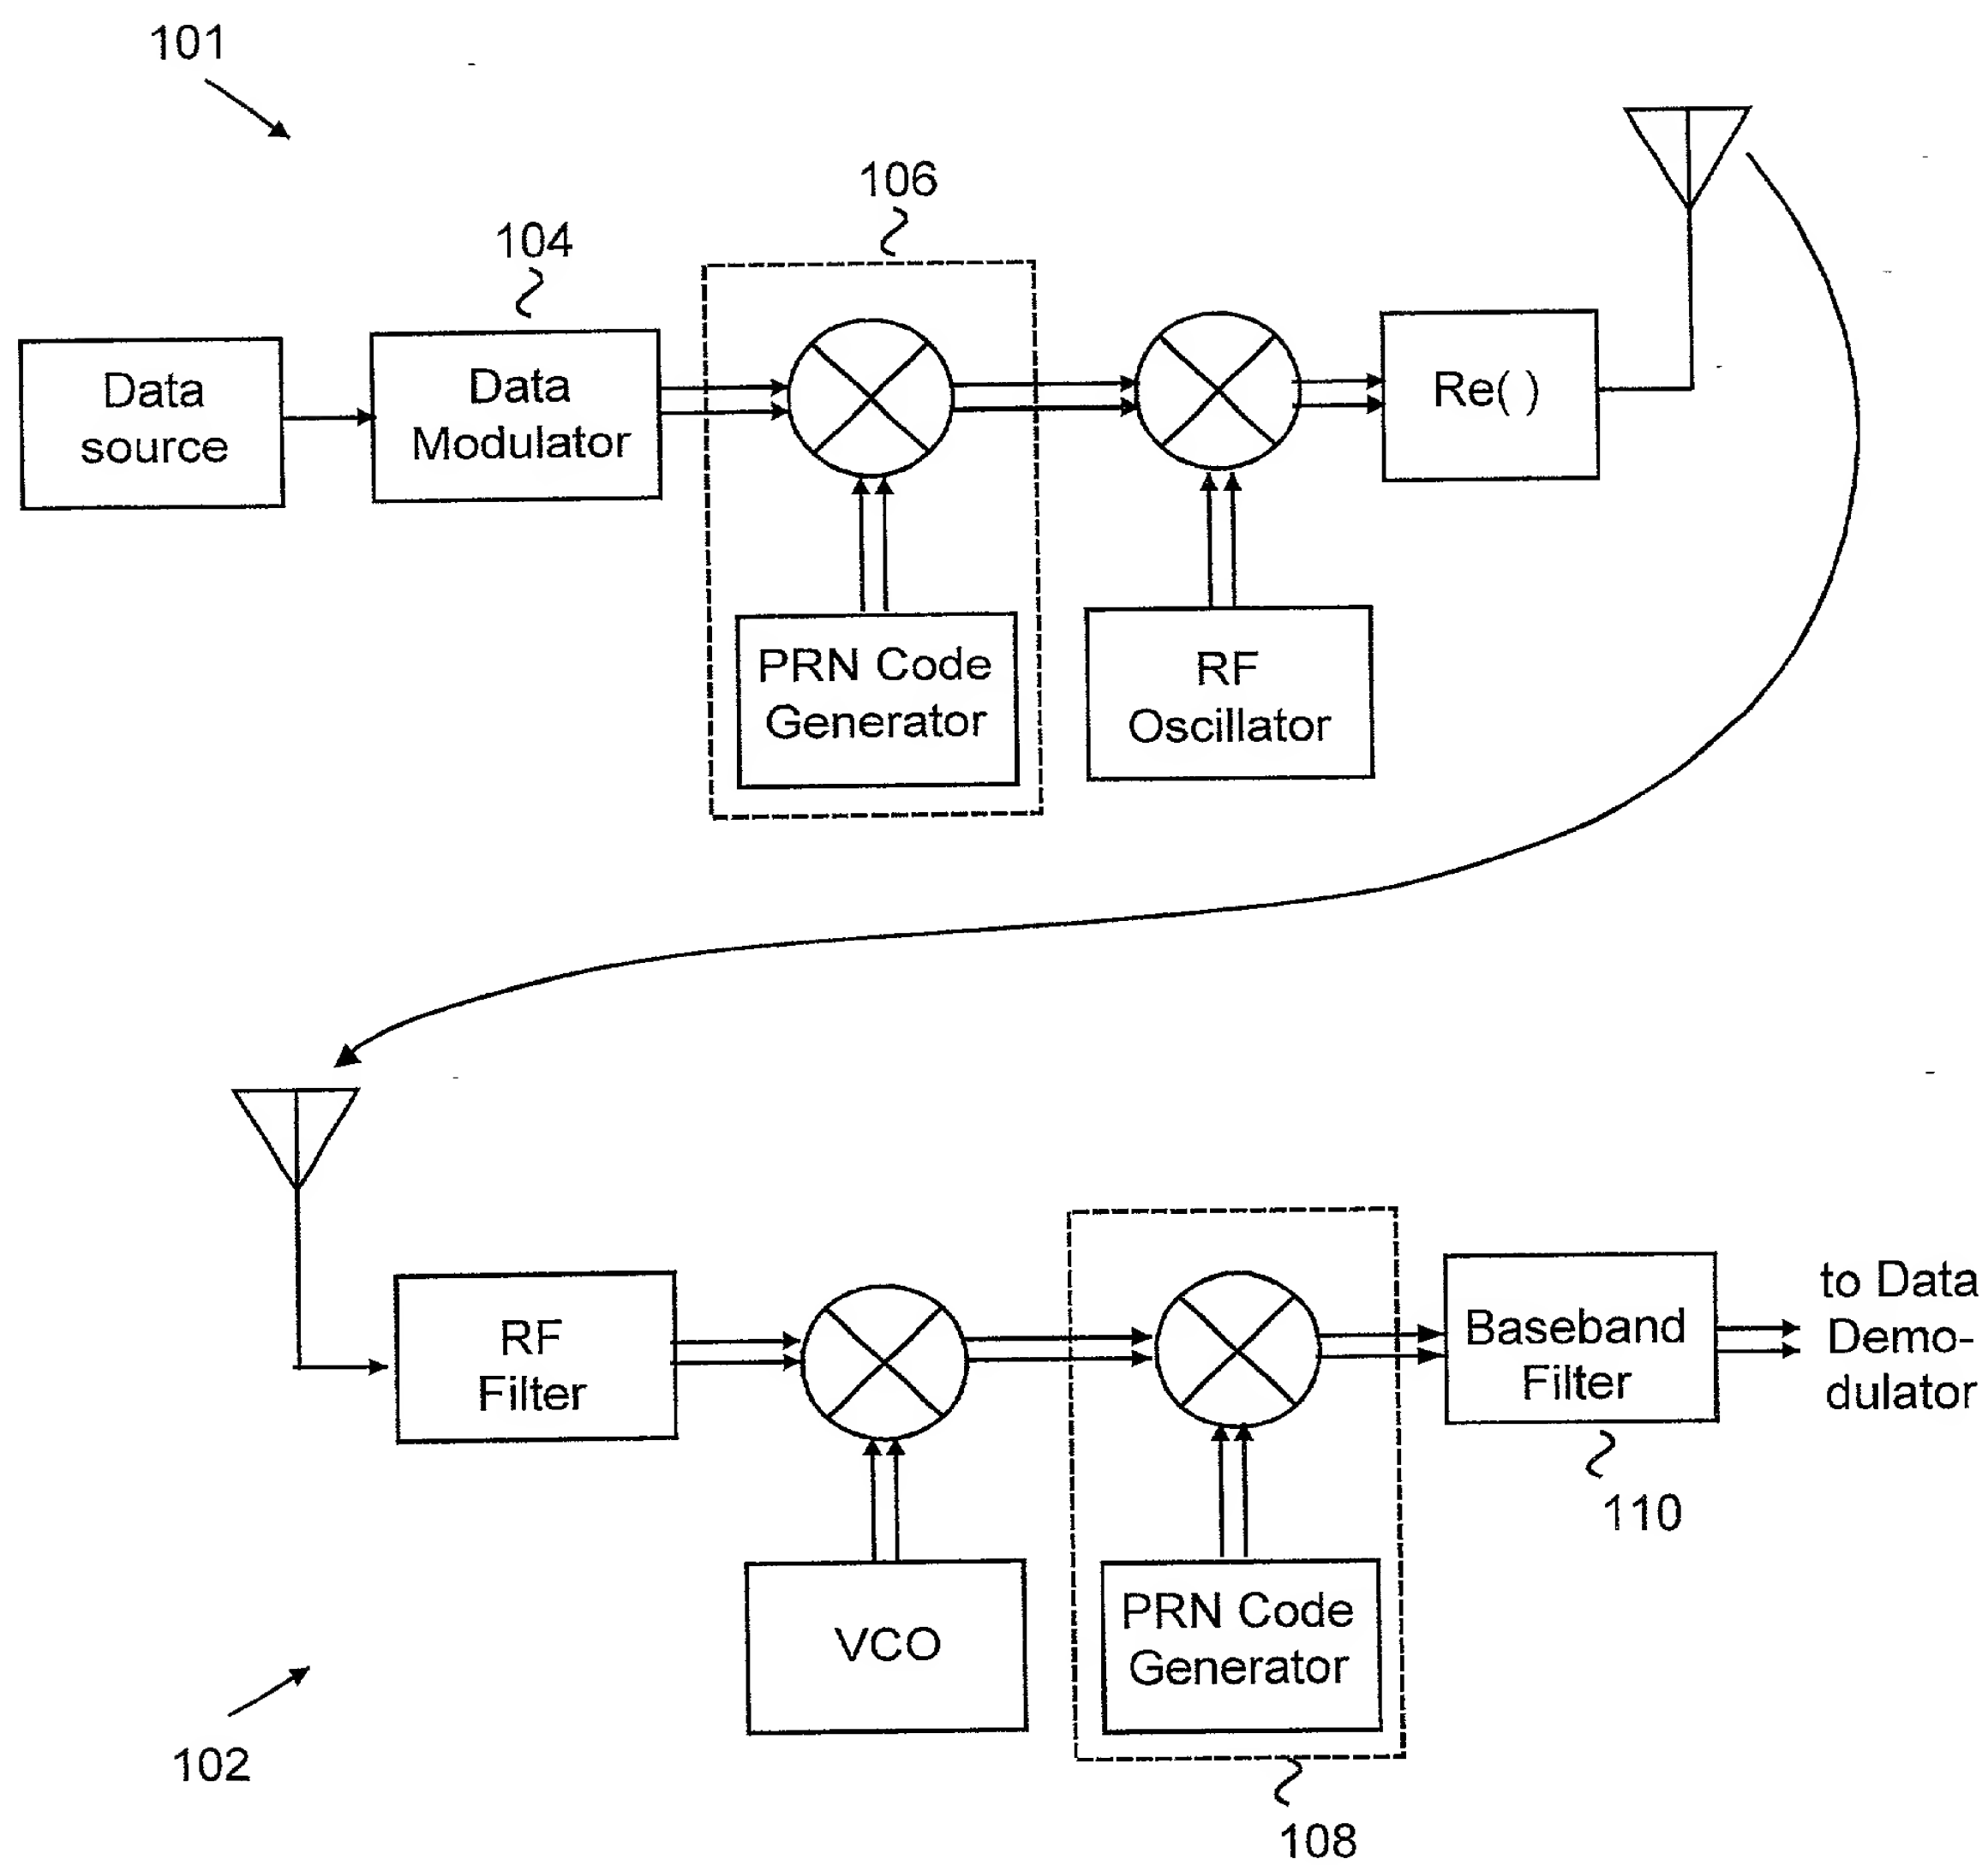 101
106
104
Data
source
Data
Modulator
Re( )
PRN Code
Generator
RF
Oscillator
RF
Filter
Baseband
Filter
to Data
Demo-
dulator
110
VCO
PRN Code
Generator
102
108